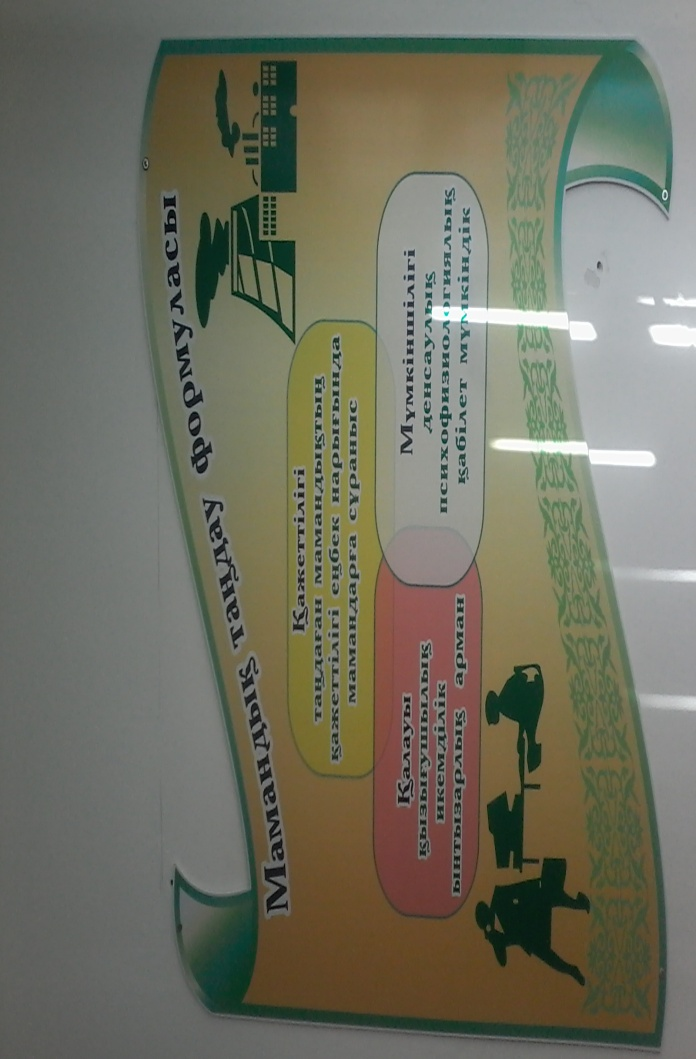 Мамандық таңдау формуласы
Қажеттілігі
таңдаған мамандықтың
қажеттілігі еңбек нарығында
мамандарға сұраныс
Қалауы
қызығушылық
икемділік
ынтызарлық арман
Мүмкіншілігі
денсаулық
психофизиологиялық
қабілет мүмкіндік